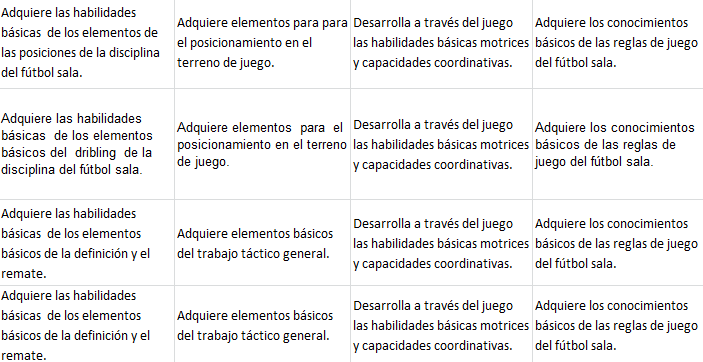 Adquiere las habilidades
básicas de los elementos de
las posiciones de la disciplina
del fútbol sala.
Adquiere elementos para para
el posicionamiento en el
terreno de juego.
Desarrolla a través del juego
las habilidades básicas motrices
y capacidades coordinativas.
Adquiere los conocimientos
básicos de las reglas de juego
del fútbol sala.
Adquiere las habilidades
básicas de los elementos
básicos del dribling de la
disciplina del fútbol sala.
Adquiere elementos para el
posicionamiento en el terreno
de juego.
Desarrolla a través del juego
las habilidades básicas motrices
y capacidades coordinativas.
Adquiere los conocimientos
básicos de las reglas de
juego del fútbol sala.
Adquiere las habilidades
básicas de los elementos
básicos de la definición y el
remate.
Adquiere elementos básicos
del trabajo táctico general.
Desarrolla a través del juego
las habilidades básicas motrices
y capacidades coordinativas.
Adquiere los conocimientos
básicos de las reglas de juego
del fútbol sala.
Adquiere las habilidades
básicas de los elementos
básicos de la definición y el
remate.
Adquiere elementos básicos
del trabajo táctico general.
Desarrolla a través del juego
las habilidades básicas motrices
y capacidades coordinativas.
Adquiere los conocimientos
básicos de las reglas de juego
del fútbol sala.